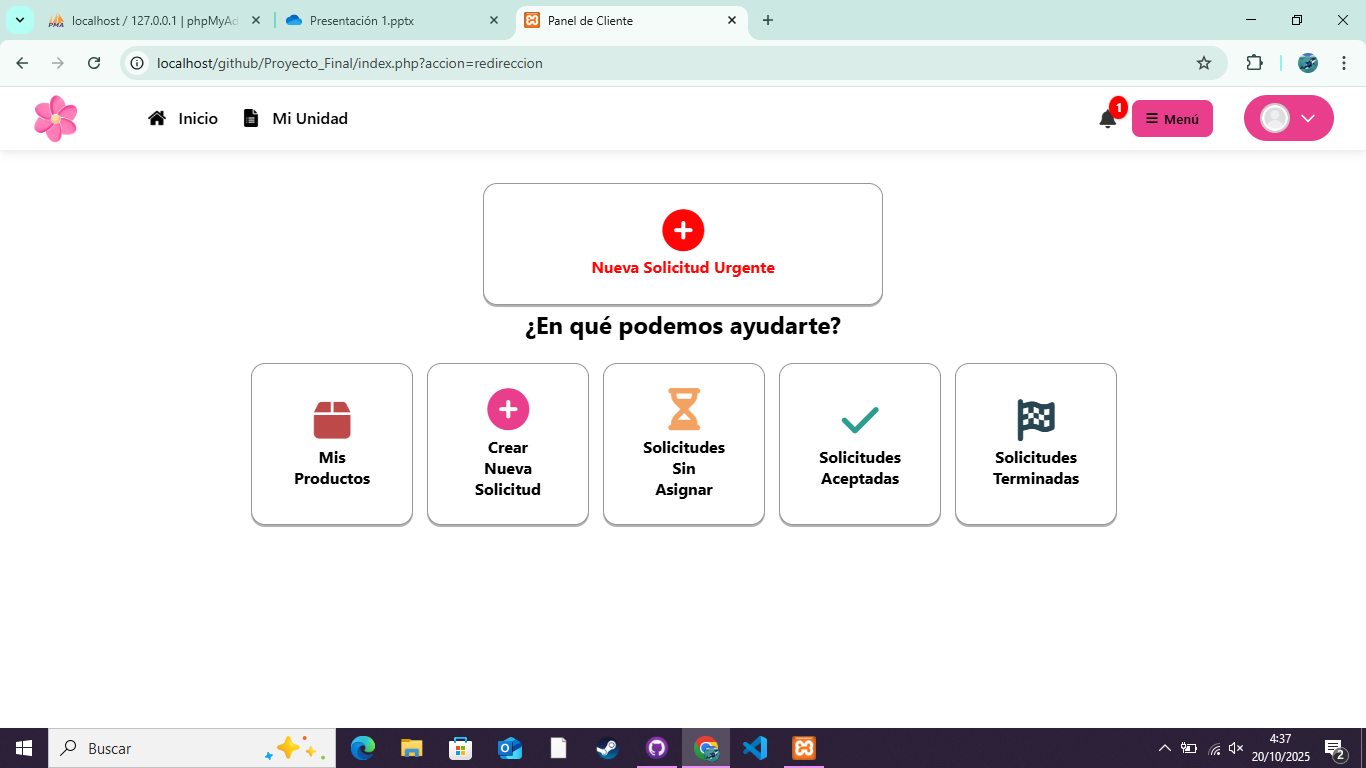 localhost / 127.0.0.1 | phpMyAd
Presentación 1.pptx
Panel de Cliente
localhost/github/Proyecto_Final/index.php?accion=redireccion
Inicio
Mi Unidad
1
Menú
Nueva Solicitud Urgente
¿En qué podemos ayudarte?
Mis
Productos
Crear
Nueva
Solicitud
Solicitudes
Sin
Asignar
Solicitudes
Aceptadas
Solicitudes
Terminadas
Buscar
4:37
20/10/2025
2